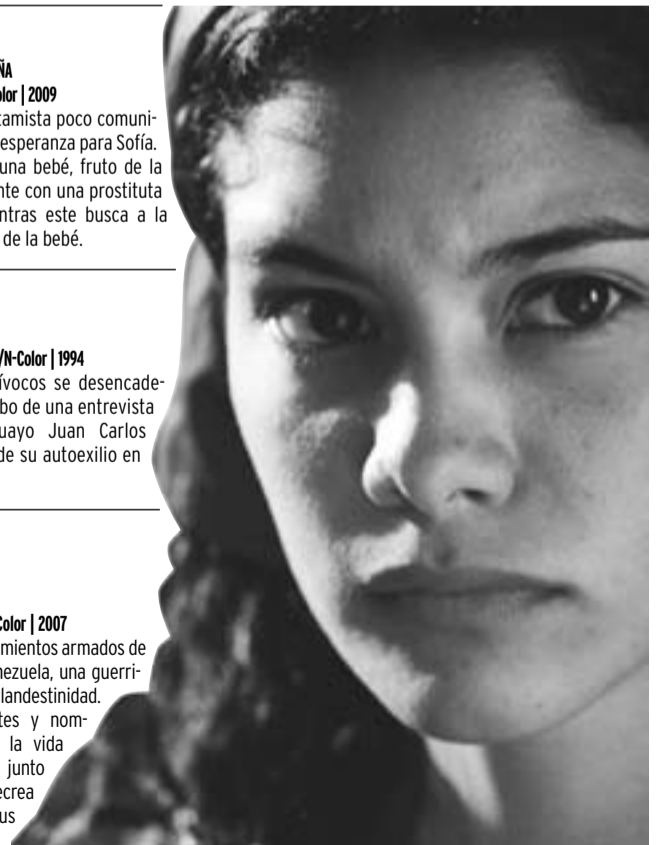 ÑA
olor | 2009
tamista poco comuni-
esperanza para Sofía.
una bebé, fruto de la
nte con una prostituta
ntras este busca a la
de la bebé.
/N-Color | 1994
ívocos se desencade-
bo de una entrevista
uayo Juan Carlos
de su autoexilio en
Color | 2007
mientos armados de
nezuela, una guerri-
landestinidad.
tes y nom-
la vida
junto
ecrea
us